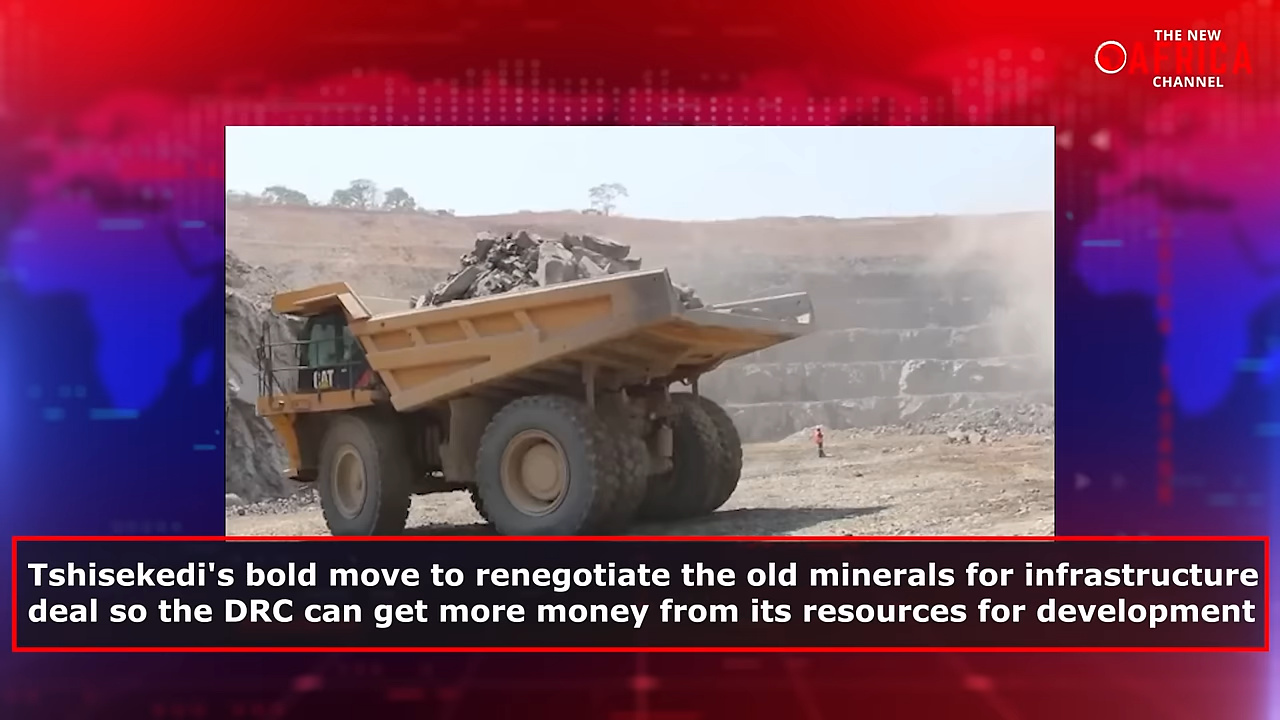 THE NEW
AFRICA
CHANNEL
CAT
Tshisekedi's bold move to renegotiate the old minerals for infrastructure
deal so the DRC can get more money from its resources for development